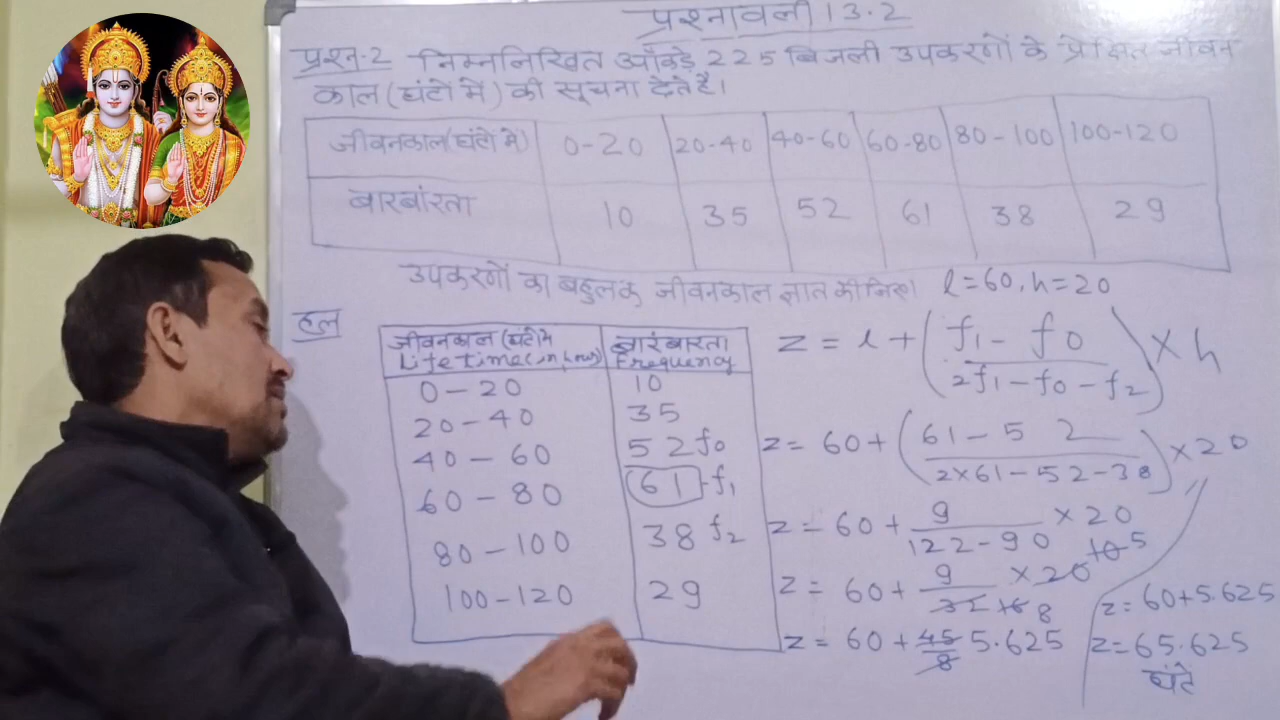 प्रश्नावली 13.2
प्रश्न-2 निम्नलिखित आँकड़े 225 बिजली उपकरणों के प्रेक्षित जीवन
काल (घंटों में) की सूचना देते हैं।
जीवनकाल (घंटों में) 0-20 20-40 40-60 60-80 80-100 100-120
बारबांरता 10 35 52 61 38 29
उपकरणों का बहुलक जीवनकाल ज्ञात कीजिए। l=60, h=20
हल
जीवनकाल (घंटों में बारंबारता
Life time (in hours) Frequency
0-20 10
20-40 35
40-60 52 f0
60-80 61 - f1
80-100 38 f2
100-120 29
z = l + (f1 - f0 / 2f1 - f0 - f2) × h
z = 60 + (61 - 52 / 2×61 - 52 - 38) × 20
z = 60 + 9 / 122 - 90 × 20
z = 60 + 9 / 32 16 8 × 20 10 5
z = 60 + 45/8 5.625
z = 60+5.625
z = 65.625
घंटे